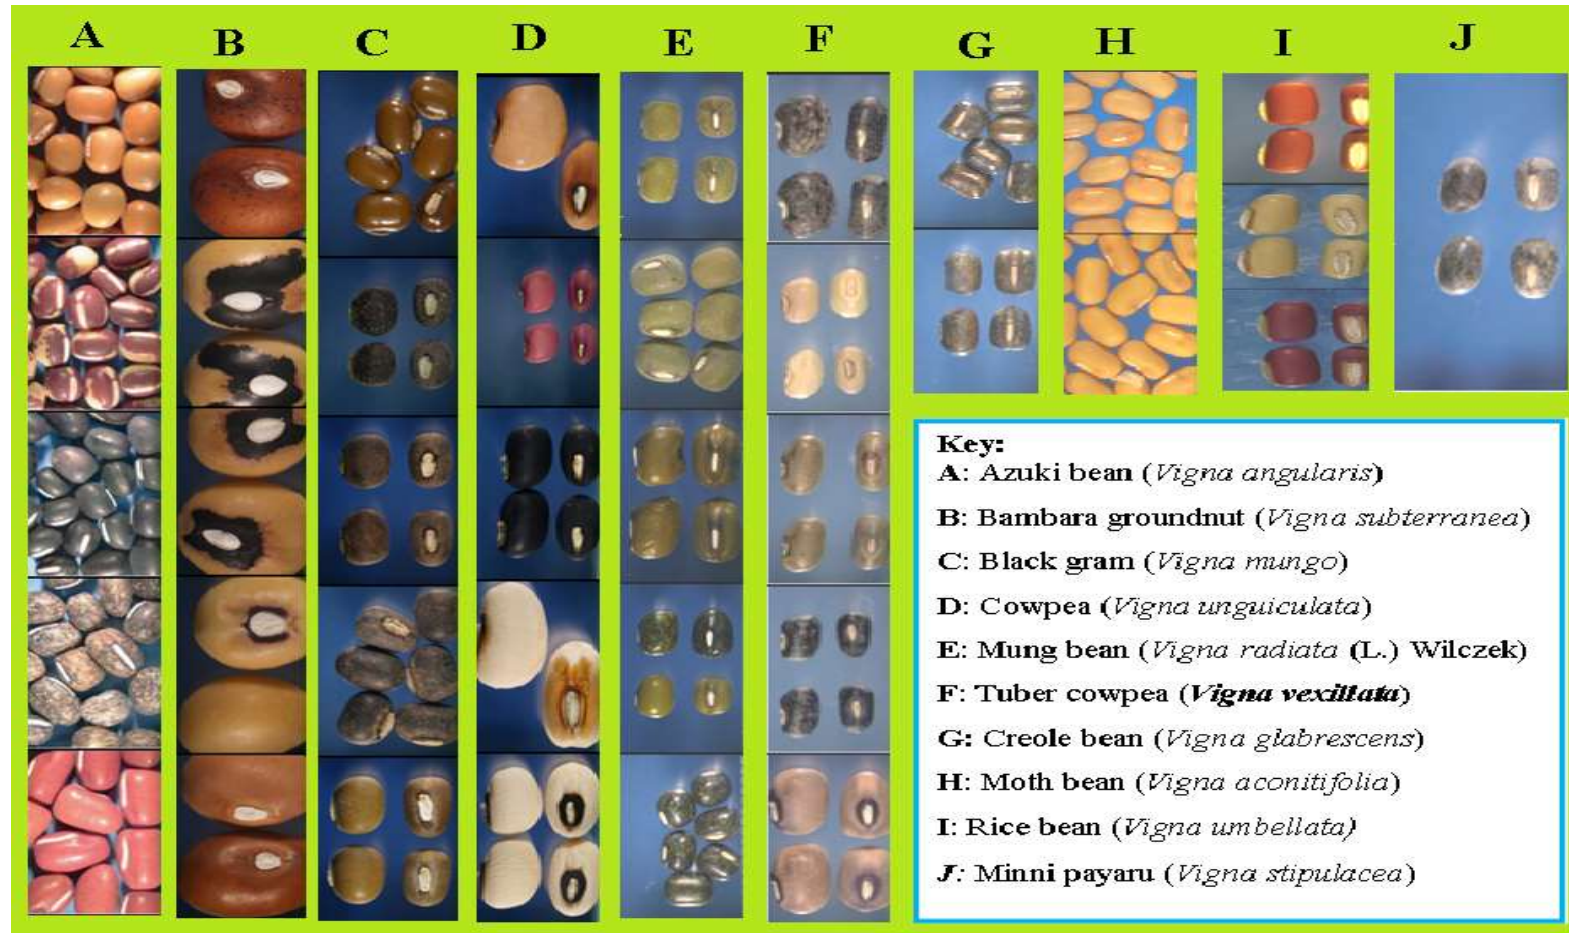 A B C D E F G H I J
Key:
A: Azuki bean (Vigna angularis)
B: Bambara groundnut (Vigna subterranea)
C: Black gram (Vigna mungo)
D: Cowpea (Vigna unguiculata)
E: Mung bean (Vigna radiata (L.) Wilczek)
F: Tuber cowpea (Vigna vexillata)
G: Creole bean (Vigna glabrescens)
H: Moth bean (Vigna aconitifolia)
I: Rice bean (Vigna umbellata)
J: Minni payaru (Vigna stipulacea)